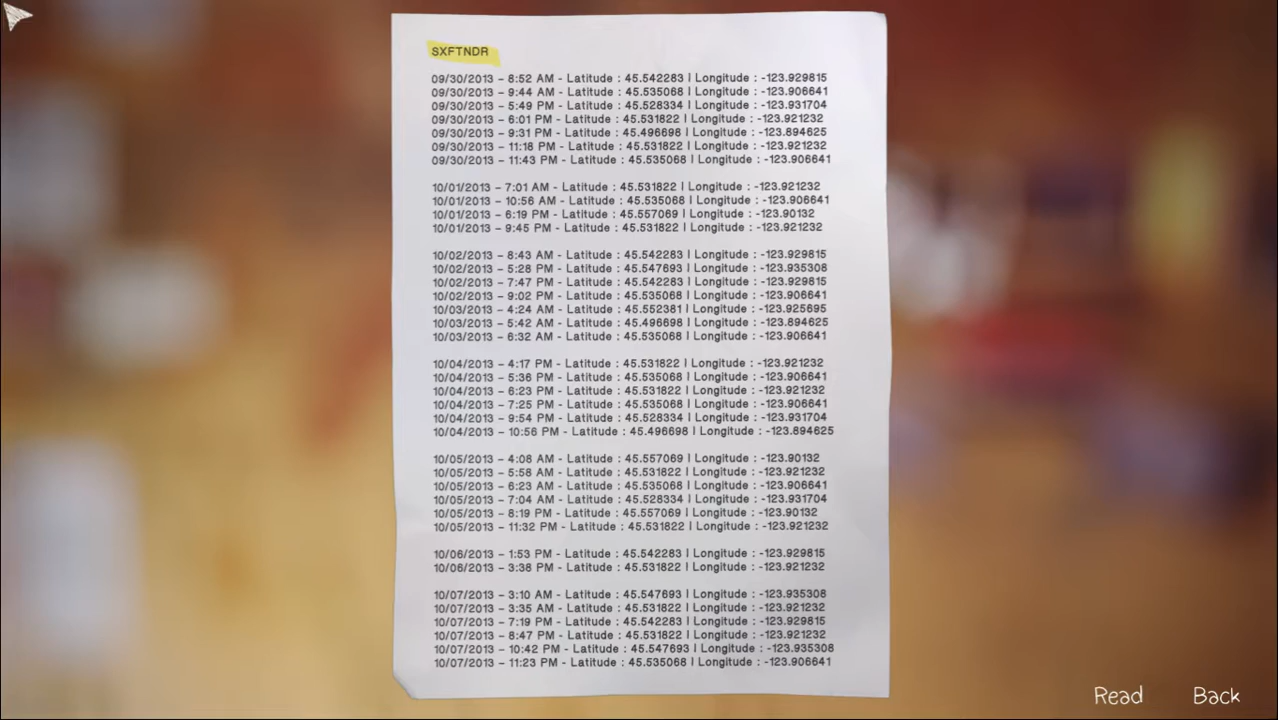 SXFTNDR
09/30/2013 – 8:52 AM - Latitude : 45.542283 | Longitude : -123.929815
09/30/2013 – 9:44 AM - Latitude : 45.535068 | Longitude : -123.906641
09/30/2013 – 5:49 PM - Latitude : 45.528334 | Longitude : -123.931704
09/30/2013 – 6:01 PM - Latitude : 45.531822 | Longitude : -123.921232
09/30/2013 – 9:31 PM - Latitude : 45.496698 | Longitude : -123.894625
09/30/2013 – 11:18 PM - Latitude : 45.531822 | Longitude : -123.921232
09/30/2013 – 11:43 PM - Latitude : 45.535068 | Longitude : -123.906641
10/01/2013 – 7:01 AM - Latitude : 45.531822 | Longitude : -123.921232
10/01/2013 – 10:56 AM - Latitude : 45.535068 | Longitude : -123.906641
10/01/2013 – 6:19 PM - Latitude : 45.557069 | Longitude : -123.90132
10/01/2013 – 9:45 PM - Latitude : 45.531822 | Longitude : -123.921232
10/02/2013 – 8:43 AM - Latitude : 45.542283 | Longitude : -123.929815
10/02/2013 – 5:28 PM - Latitude : 45.547693 | Longitude : -123.935308
10/02/2013 – 7:47 PM - Latitude : 45.542283 | Longitude : -123.929815
10/02/2013 – 9:02 PM - Latitude : 45.535068 | Longitude : -123.906641
10/03/2013 – 4:24 AM - Latitude : 45.552381 | Longitude : -123.925695
10/03/2013 – 5:42 AM - Latitude : 45.496698 | Longitude : -123.894625
10/03/2013 – 6:32 AM - Latitude : 45.535068 | Longitude : -123.906641
10/04/2013 – 4:17 PM - Latitude : 45.531822 | Longitude : -123.921232
10/04/2013 – 5:36 PM - Latitude : 45.535068 | Longitude : -123.906641
10/04/2013 – 6:23 PM - Latitude : 45.531822 | Longitude : -123.921232
10/04/2013 – 7:25 PM - Latitude : 45.535068 | Longitude : -123.906641
10/04/2013 – 9:54 PM - Latitude : 45.528334 | Longitude : -123.931704
10/04/2013 – 10:56 PM - Latitude : 45.496698 | Longitude : -123.894625
10/05/2013 – 4:08 AM - Latitude : 45.557069 | Longitude : -123.90132
10/05/2013 – 5:58 AM - Latitude : 45.531822 | Longitude : -123.921232
10/05/2013 – 6:23 AM - Latitude : 45.535068 | Longitude : -123.906641
10/05/2013 – 7:04 AM - Latitude : 45.528334 | Longitude : -123.931704
10/05/2013 – 8:19 PM - Latitude : 45.557069 | Longitude : -123.90132
10/05/2013 – 11:32 PM - Latitude : 45.531822 | Longitude : -123.921232
10/06/2013 – 1:53 PM - Latitude : 45.542283 | Longitude : -123.929815
10/06/2013 – 3:38 PM - Latitude : 45.531822 | Longitude : -123.921232
10/07/2013 – 3:10 AM - Latitude : 45.547693 | Longitude : -123.935308
10/07/2013 – 3:35 AM - Latitude : 45.531822 | Longitude : -123.921232
10/07/2013 – 7:19 PM - Latitude : 45.542283 | Longitude : -123.929815
10/07/2013 – 8:47 PM - Latitude : 45.531822 | Longitude : -123.921232
10/07/2013 – 10:42 PM - Latitude : 45.547693 | Longitude : -123.935308
10/07/2013 – 11:23 PM - Latitude : 45.535068 | Longitude : -123.906641
Read Back